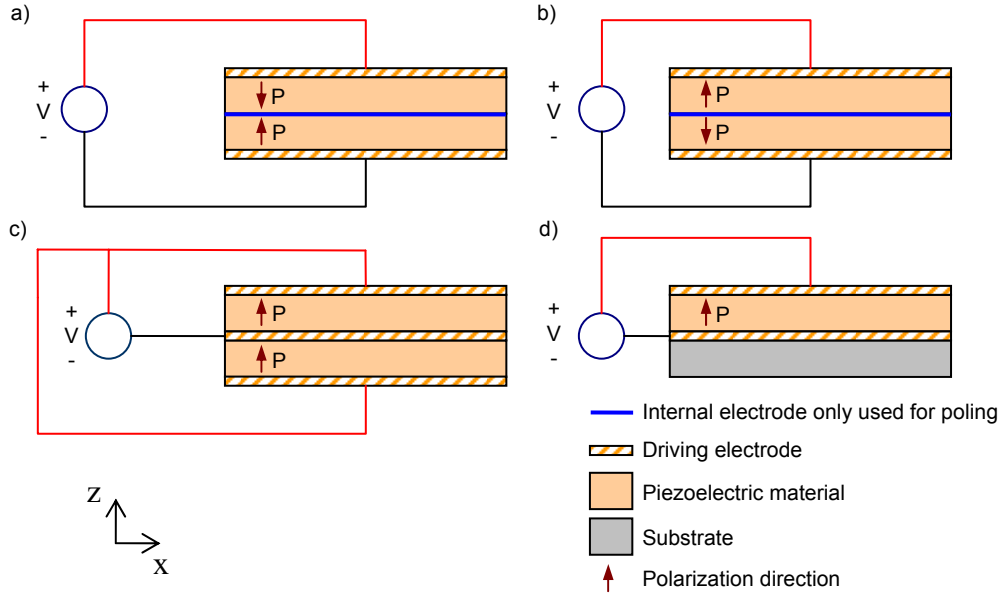 a)
+
V
-
P
P
b)
+
V
-
P
P
c)
+
V
-
P
P
d)
+
V
-
P
Internal electrode only used for poling
Driving electrode
Piezoelectric material
Substrate
Polarization direction
z
x